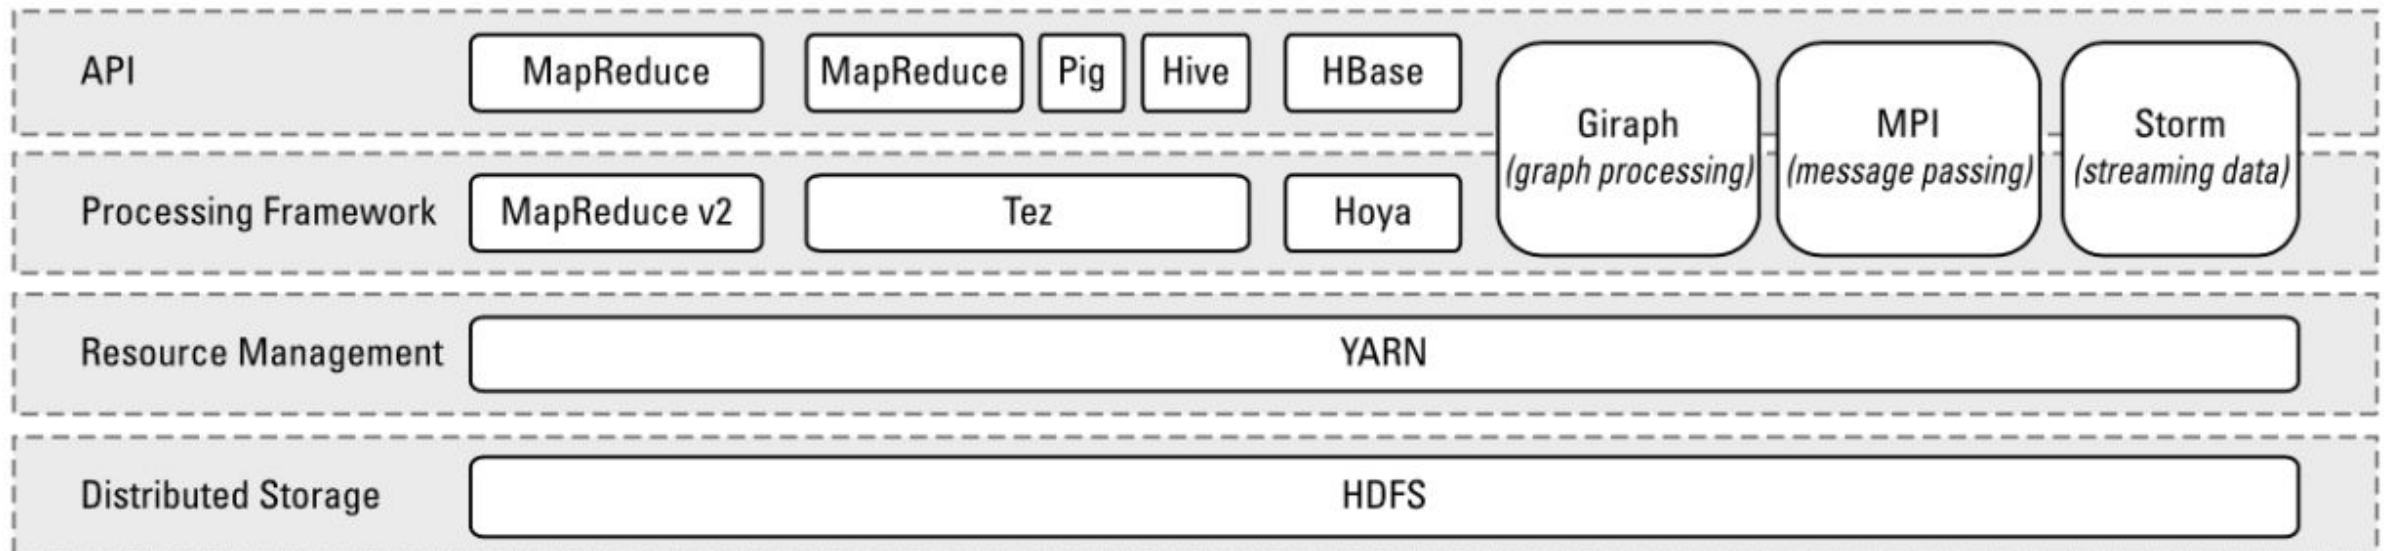 API
MapReduce
MapReduce
Pig
Hive
HBase
Giraph
(graph processing)
MPI
(message passing)
Storm
(streaming data)
Processing Framework
MapReduce v2
Tez
Hoya
Resource Management
YARN
Distributed Storage
HDFS